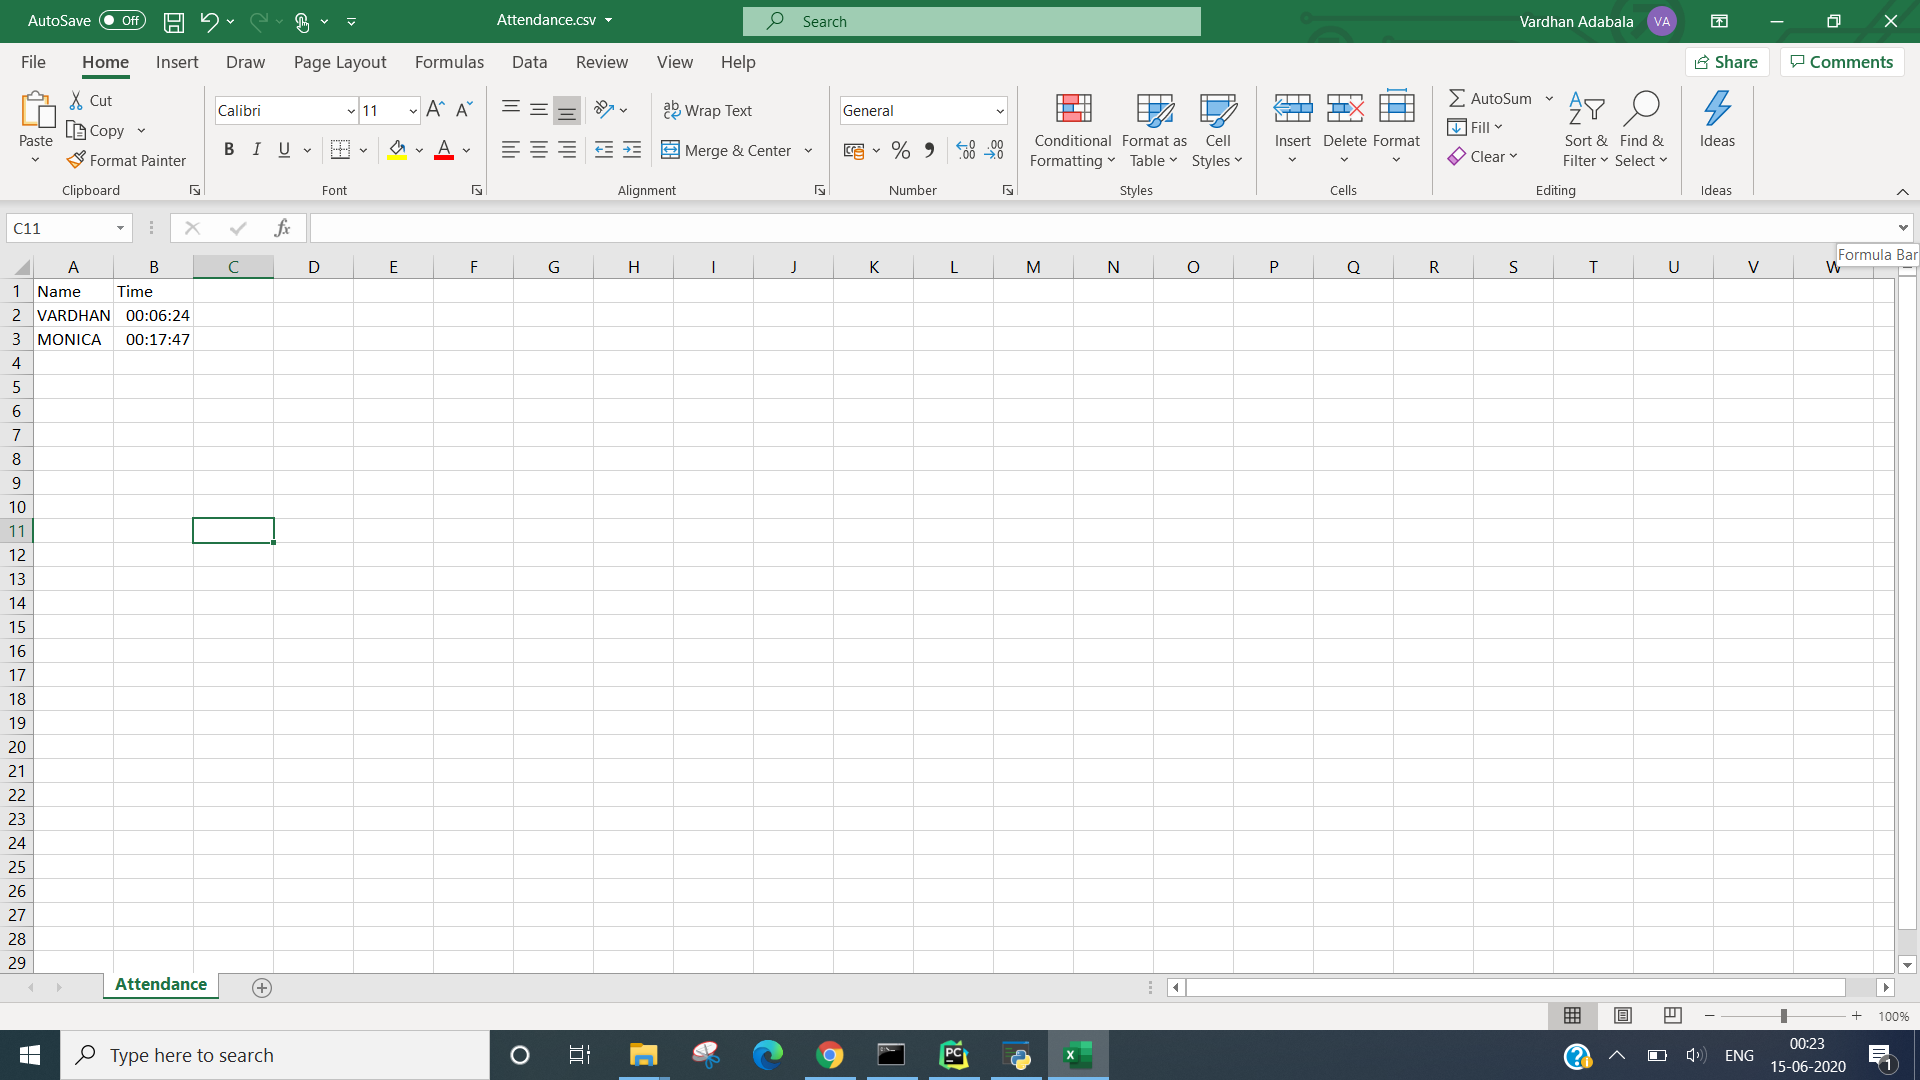 AutoSave Off Attendance.csv Search Vardhan Adabala VA
File Home Insert Draw Page Layout Formulas Data Review View Help Share Comments
Paste Cut Copy Format Painter
Clipboard
Calibri 11
B I U A
Font
ab Wrap Text
Merge & Center
Alignment
General
% 
Number
Conditional Formatting Format as Table Cell Styles
Styles
Insert Delete Format
Cells
AutoSum
Fill
Clear
Sort & Filter Find & Select
Editing
Ideas
Ideas
C11 fx
Formula Bar
A B C D E F G H I J K L M N O P Q R S T U V W
1 Name Time
2 VARDHAN 00:06:24
3 MONICA 00:17:47
4
5
6
7
8
9
10
11
12
13
14
15
16
17
18
19
20
21
22
23
24
25
26
27
28
29
Attendance
100%
Type here to search
PC
ENG
00:23
15-06-2020
1